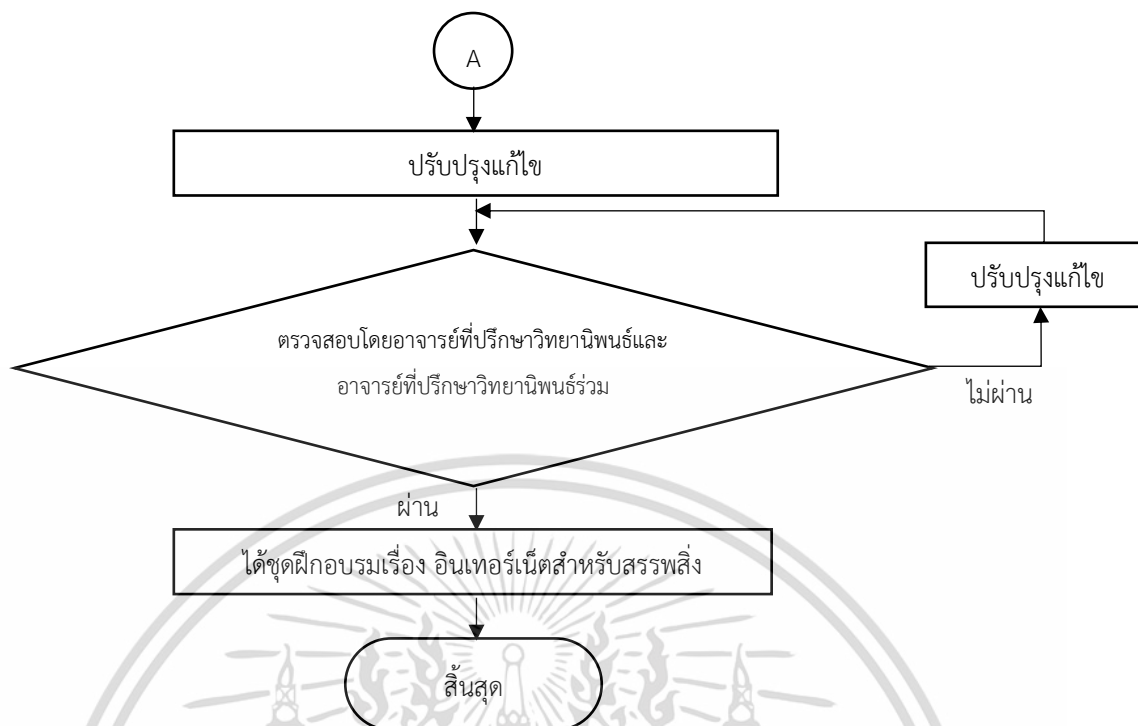 A
ปรับปรุงแก้ไข
ปรับปรุงแก้ไข
ตรวจสอบโดยอาจารย์ที่ปรึกษาวิทยานิพนธ์และ
อาจารย์ที่ปรึกษาวิทยานิพนธ์ร่วม
ไม่ผ่าน
ผ่าน
ได้ชุดฝึกอบรมเรื่อง อินเทอร์เน็ตสำหรับสรรพสิ่ง
สิ้นสุด